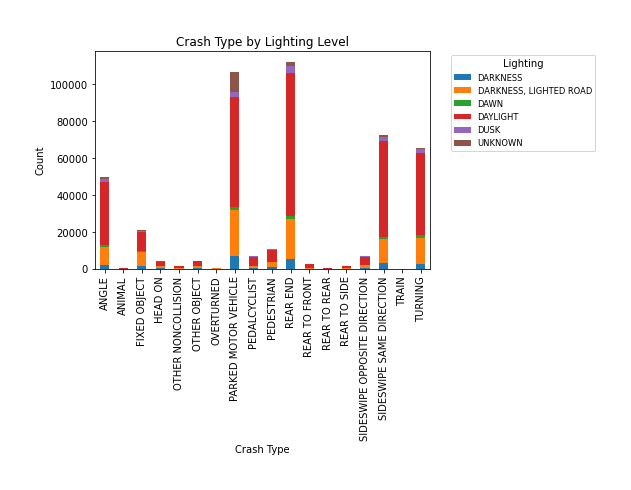 Crash Type by Lighting Level
Count
100000
80000
60000
40000
20000
0
ANGLE
ANIMAL
FIXED OBJECT
HEAD ON
OTHER NONCOLLISION
OTHER OBJECT
OVERTURNED
PARKED MOTOR VEHICLE
PEDALCYCLIST
PEDESTRIAN
REAR END
REAR TO FRONT
REAR TO REAR
REAR TO SIDE
SIDESWIPE OPPOSITE DIRECTION
SIDESWIPE SAME DIRECTION
TRAIN
TURNING
Crash Type
Lighting
DARKNESS
DARKNESS, LIGHTED ROAD
DAWN
DAYLIGHT
DUSK
UNKNOWN